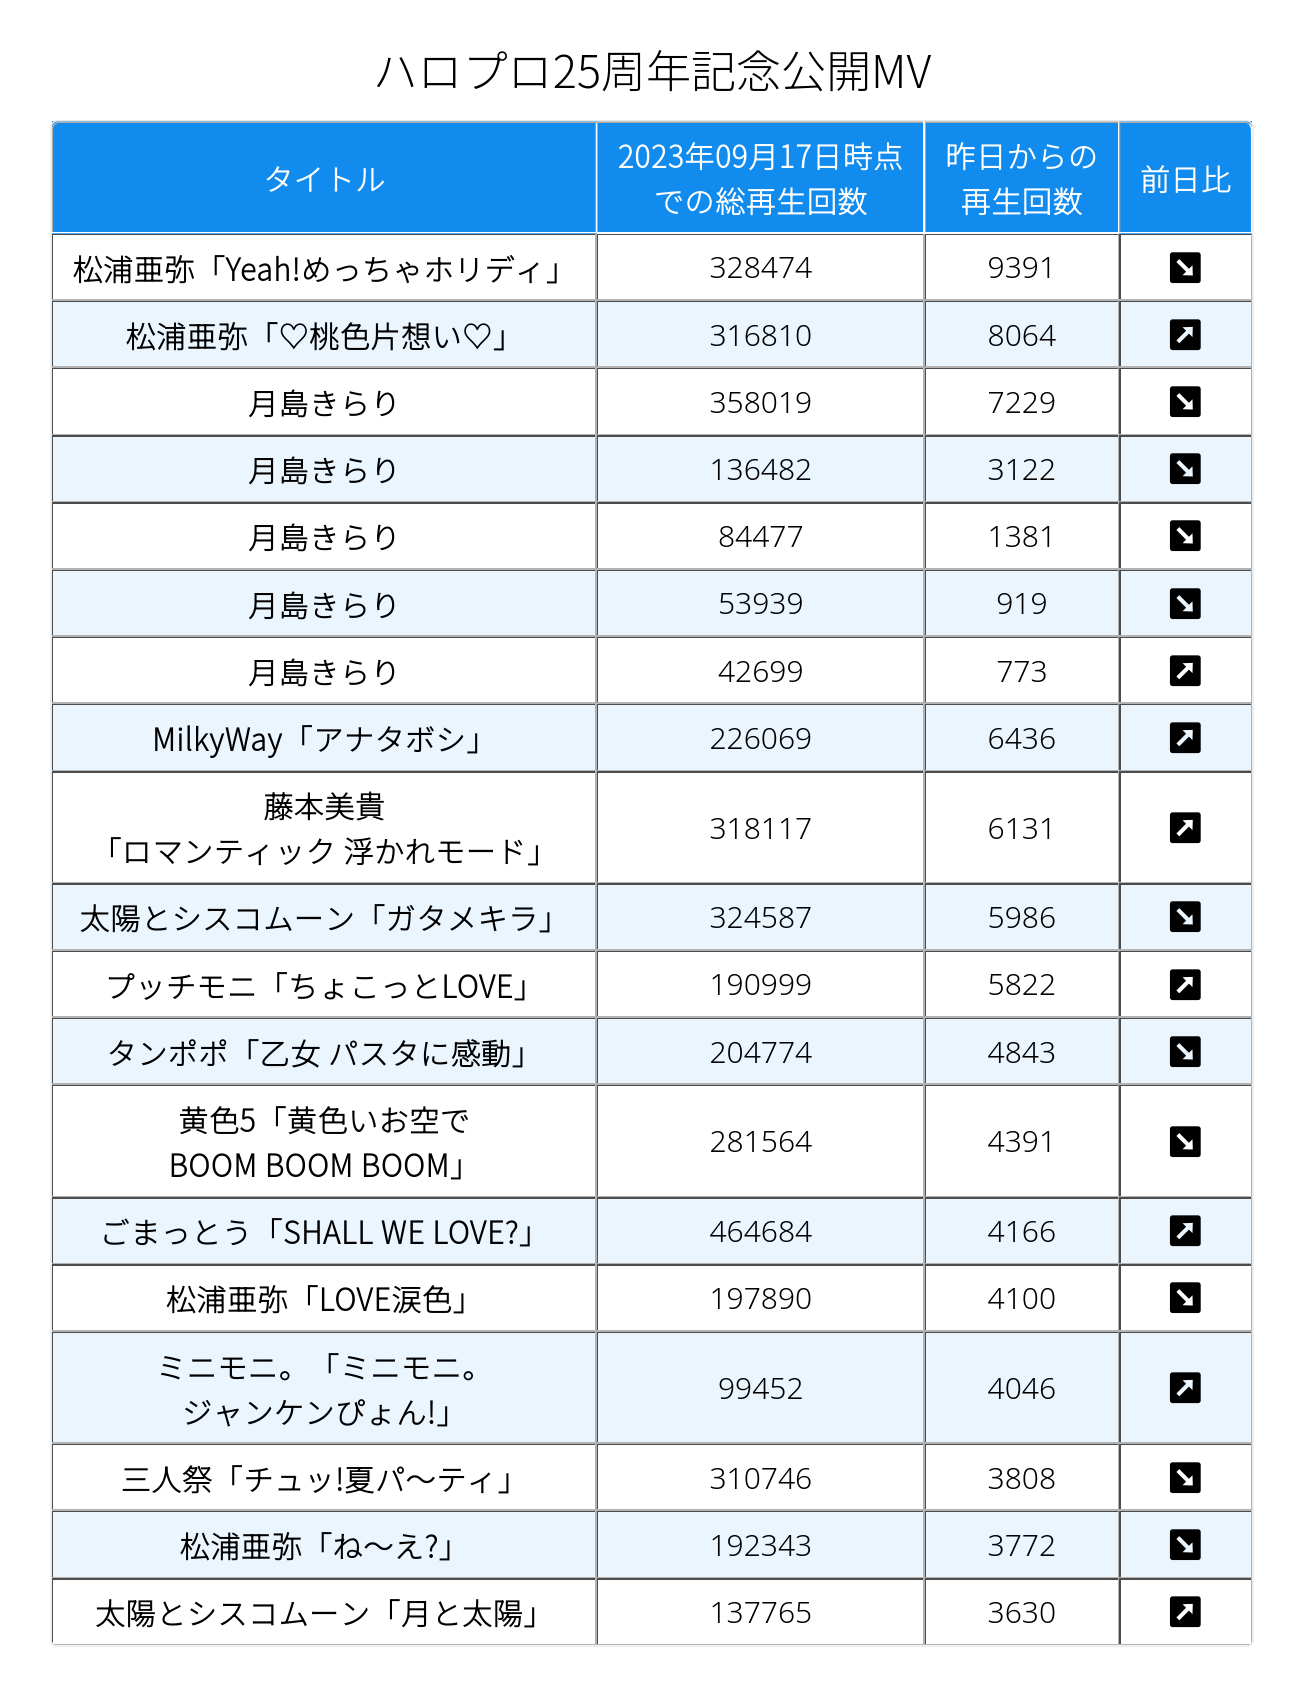 ハロプロ25周年記念公開MV
タイトル
2023年09月17日時点
での総再生回数
昨日からの
再生回数
前日比
松浦亜弥「Yeah!めっちゃホリディ」 328474 9391 ↘
松浦亜弥「♡桃色片想い♡」 316810 8064 ↗
月島きらり 358019 7229 ↘
月島きらり 136482 3122 ↘
月島きらり 84477 1381 ↘
月島きらり 53939 919 ↘
月島きらり 42699 773 ↗
MilkyWay「アナタボシ」 226069 6436 ↗
藤本美貴
「ロマンティック 浮かれモード」 318117 6131 ↗
太陽とシスコムーン「ガタメキラ」 324587 5986 ↘
プッチモニ「ちょこっとLOVE」 190999 5822 ↗
タンポポ「乙女 パスタに感動」 204774 4843 ↘
黄色5「黄色いお空で
BOOM BOOM BOOM」 281564 4391 ↘
ごまっとう「SHALL WE LOVE?」 464684 4166 ↗
松浦亜弥「LOVE涙色」 197890 4100 ↘
ミニモニ。「ミニモニ。
ジャンケンぴょん!」 99452 4046 ↗
三人祭「チュッ!夏パ〜ティ」 310746 3808 ↘
松浦亜弥「ね〜え?」 192343 3772 ↘
太陽とシスコムーン「月と太陽」 137765 3630 ↗